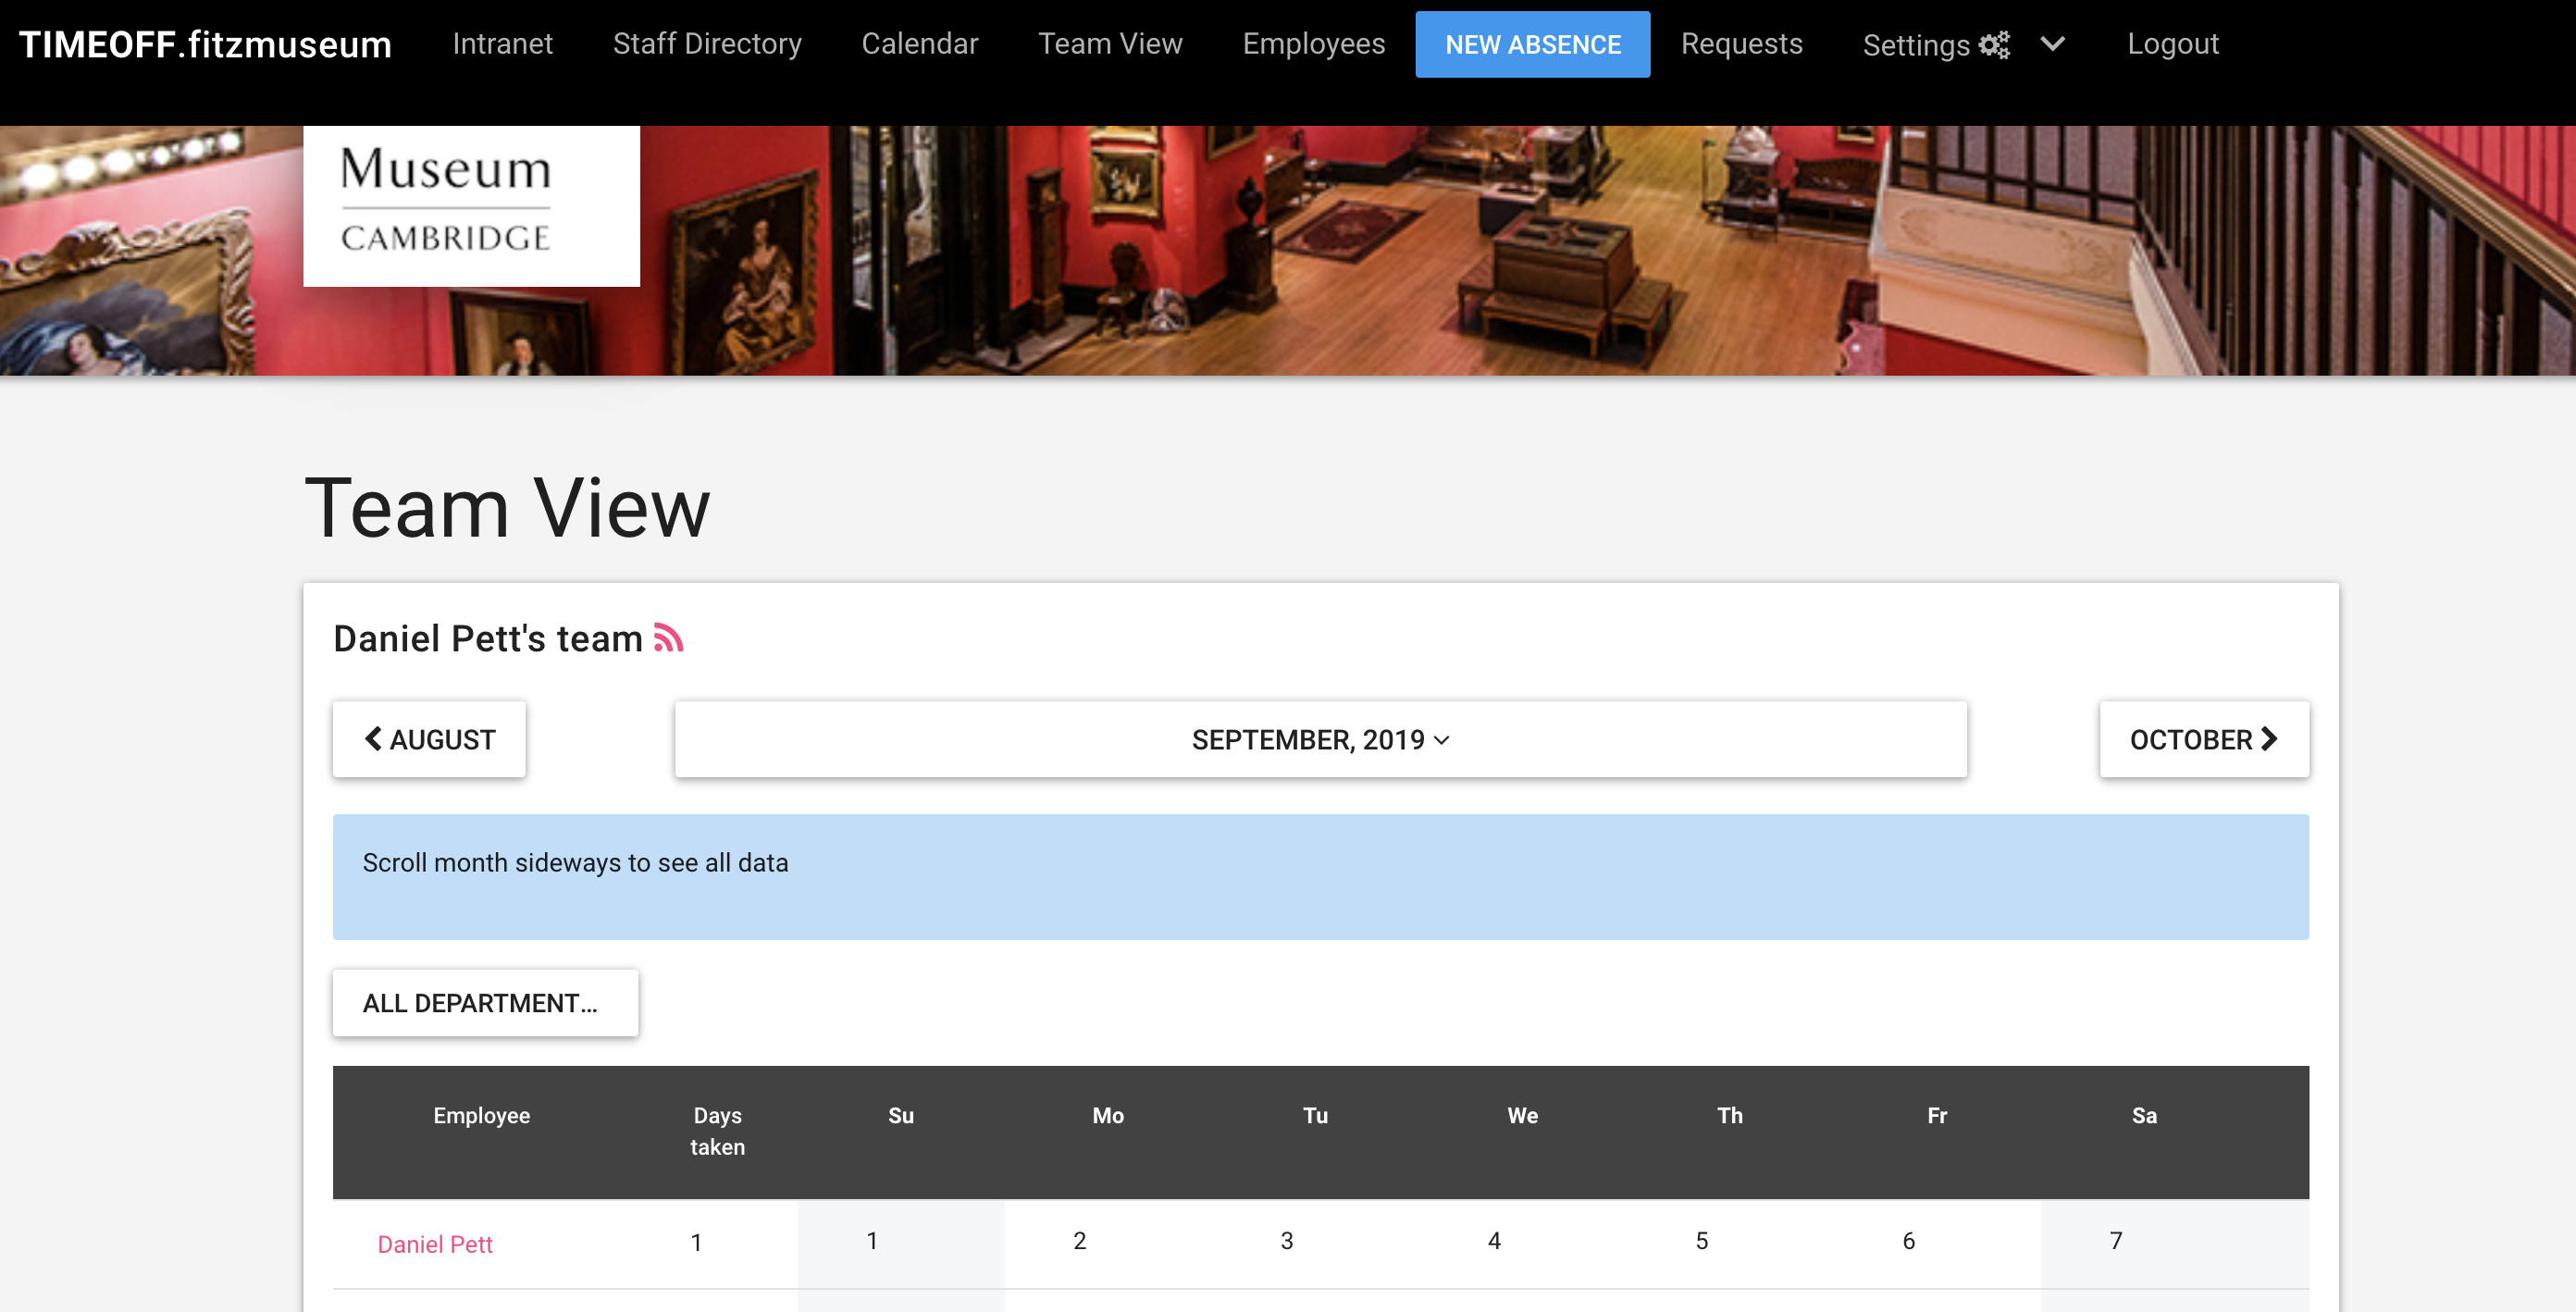 TIMEOFF.fitzmuseum Intranet Staff Directory Calendar Team View Employees NEW ABSENCE Requests Settings Logout
Museum
CAMBRIDGE
Team View
Daniel Pett's team
AUGUST SEPTEMBER, 2019 OCTOBER
Scroll month sideways to see all data
ALL DEPARTMENT...
Employee Days taken Su Mo Tu We Th Fr Sa
Daniel Pett 1 1 2 3 4 5 6 7